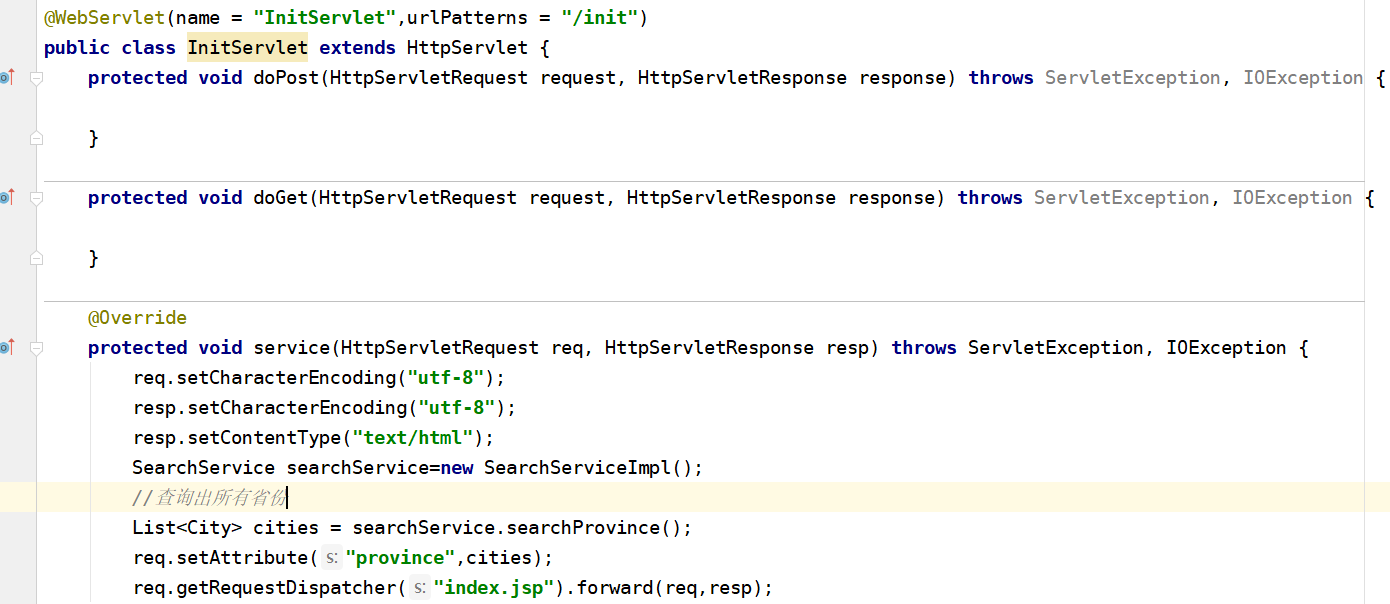 @WebServlet(name = "InitServlet",urlPatterns = "/init")
public class InitServlet extends HttpServlet {
    protected void doPost(HttpServletRequest request, HttpServletResponse response) throws ServletException, IOException {
    }
    protected void doGet(HttpServletRequest request, HttpServletResponse response) throws ServletException, IOException {
    }
    @Override
    protected void service(HttpServletRequest req, HttpServletResponse resp) throws ServletException, IOException {
        req.setCharacterEncoding("utf-8");
        resp.setCharacterEncoding("utf-8");
        resp.setContentType("text/html");
        SearchService searchService=new SearchServiceImpl();
        //查询出所有省份
        List<City> cities = searchService.searchProvince();
        req.setAttribute( s: "province",cities);
        req.getRequestDispatcher( s: "index.jsp").forward(req,resp);